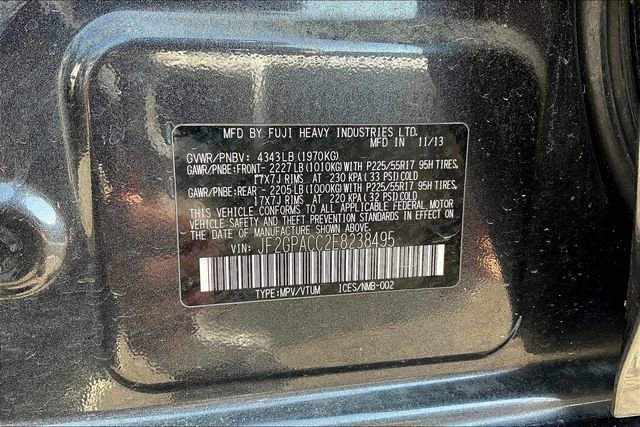 MFD BY FUJI HEAVY INDUSTRIES LTD.
MFD IN 11/13
GVWR/PNBV: 4343LB(1970KG)
GAWR/PNBE:FRONT- 2227LB(1010KG)WITH P225/55R17 95H TIRES,
17X7J RIMS, AT 230 KPA(33 PSI)COLD
GAWR/PNBE:REAR - 2205LB(1000KG)WITH P225/55R17 95H TIRES,
17X7J RIMS, AT 220 KPA(32 PSI)COLD
THIS VEHICLE CONFORMS TO ALL APPLICABLE FEDERAL MOTOR
VEHICLE SAFETY AND THEFT PREVENTION STANDARDS IN EFFECT
ON THE DATE OF MANUFACTURE SHOWN ABOVE.
VIN: JF2GPACC2E8238495
TYPE:MPV/VTUM ICES/NMB-002